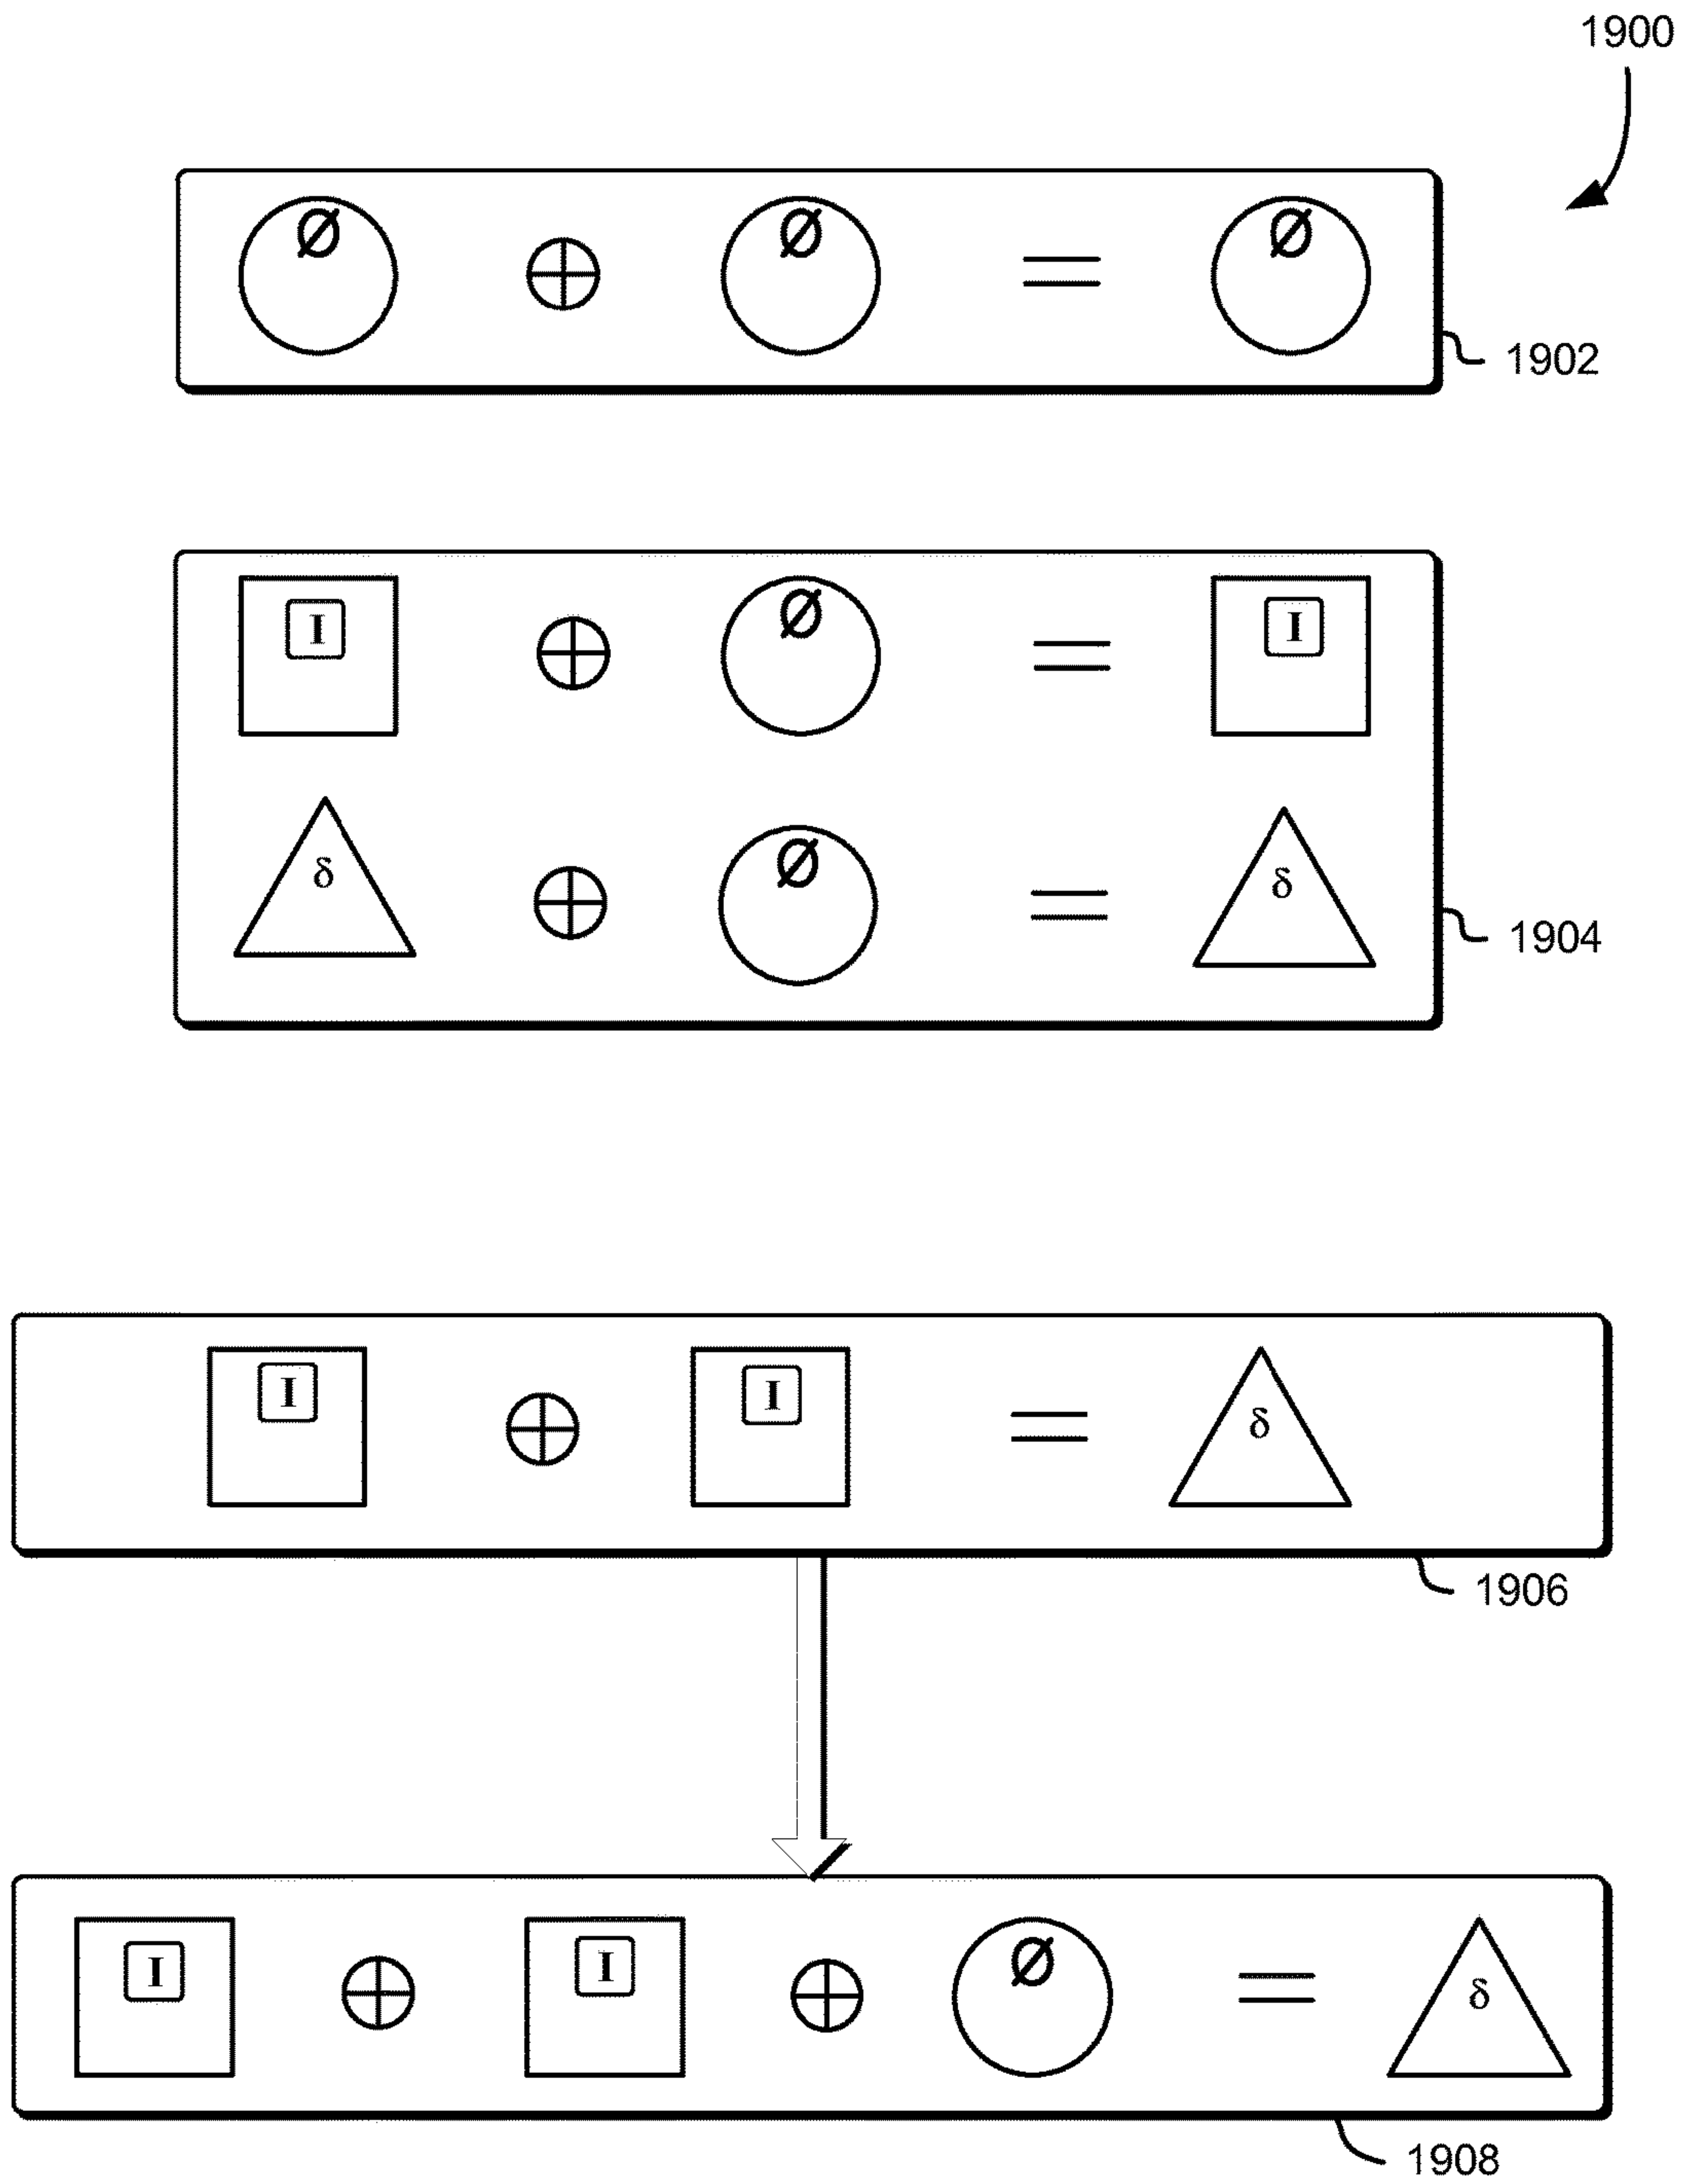 1900
Ø ⊕ Ø = Ø
1902
I ⊕ Ø = I
δ ⊕ Ø = δ
1904
I ⊕ I = δ
1906
I ⊕ I ⊕ Ø = δ
1908